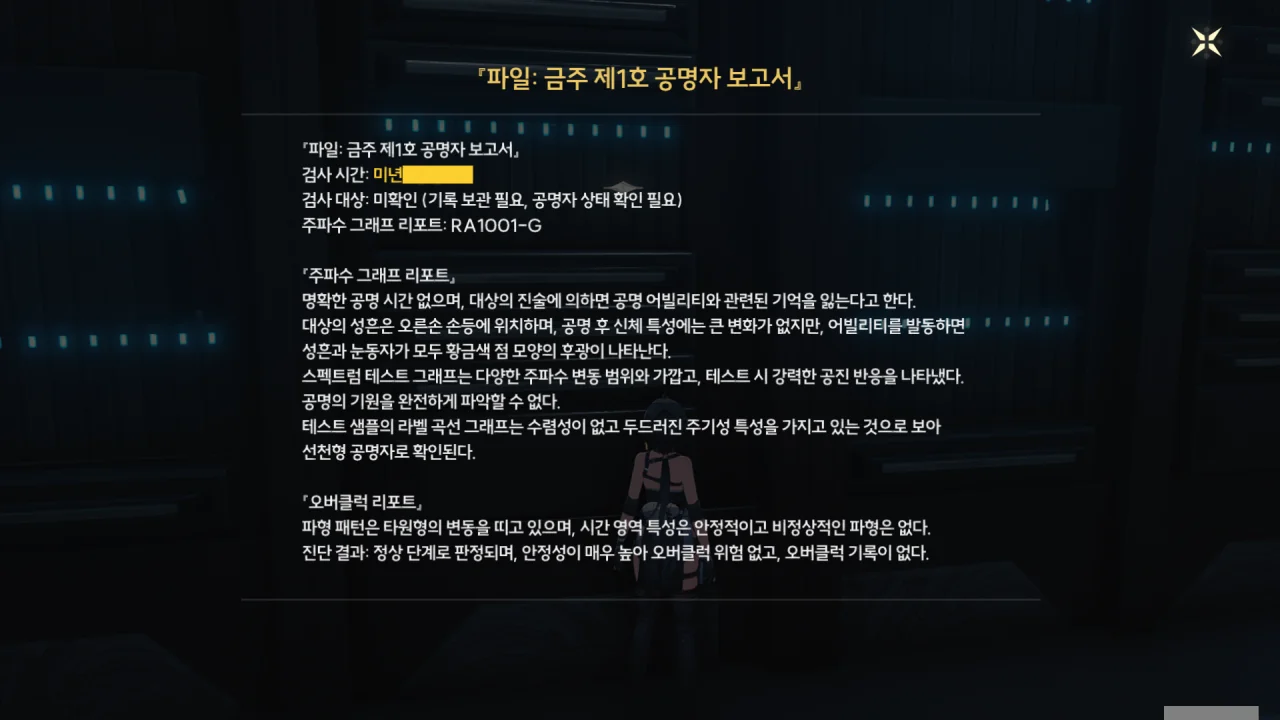 『파일: 금주 제1호 공명자 보고서』
『파일: 금주 제1호 공명자 보고서』
검사 시간: 미년
검사 대상: 미확인 (기록 보관 필요, 공명자 상태 확인 필요)
주파수 그래프 리포트: RA1001-G
『주파수 그래프 리포트』
명확한 공명 시간 없으며, 대상의 진술에 의하면 공명 어빌리티와 관련된 기억을 잃는다고 한다.
대상의 성흔은 오른손 손등에 위치하며, 공명 후 신체 특성에는 큰 변화가 없지만, 어빌리티를 발동하면
성흔과 눈동자가 모두 황금색 점 모양의 후광이 나타난다.
스펙트럼 테스트 그래프는 다양한 주파수 변동 범위와 가깝고, 테스트 시 강력한 공진 반응을 나타냈다.
공명의 기원을 완전하게 파악할 수 없다.
테스트 샘플의 라벨 곡선 그래프는 수렴성이 없고 두드러진 주기성 특성을 가지고 있는 것으로 보아
선천형 공명자로 확인된다.
『오버클럭 리포트』
파형 패턴은 타원형의 변동을 띠고 있으며, 시간 영역 특성은 안정적이고 비정상적인 파형은 없다.
진단 결과: 정상 단계로 판정되며, 안정성이 매우 높아 오버클럭 위험 없고, 오버클럭 기록이 없다.